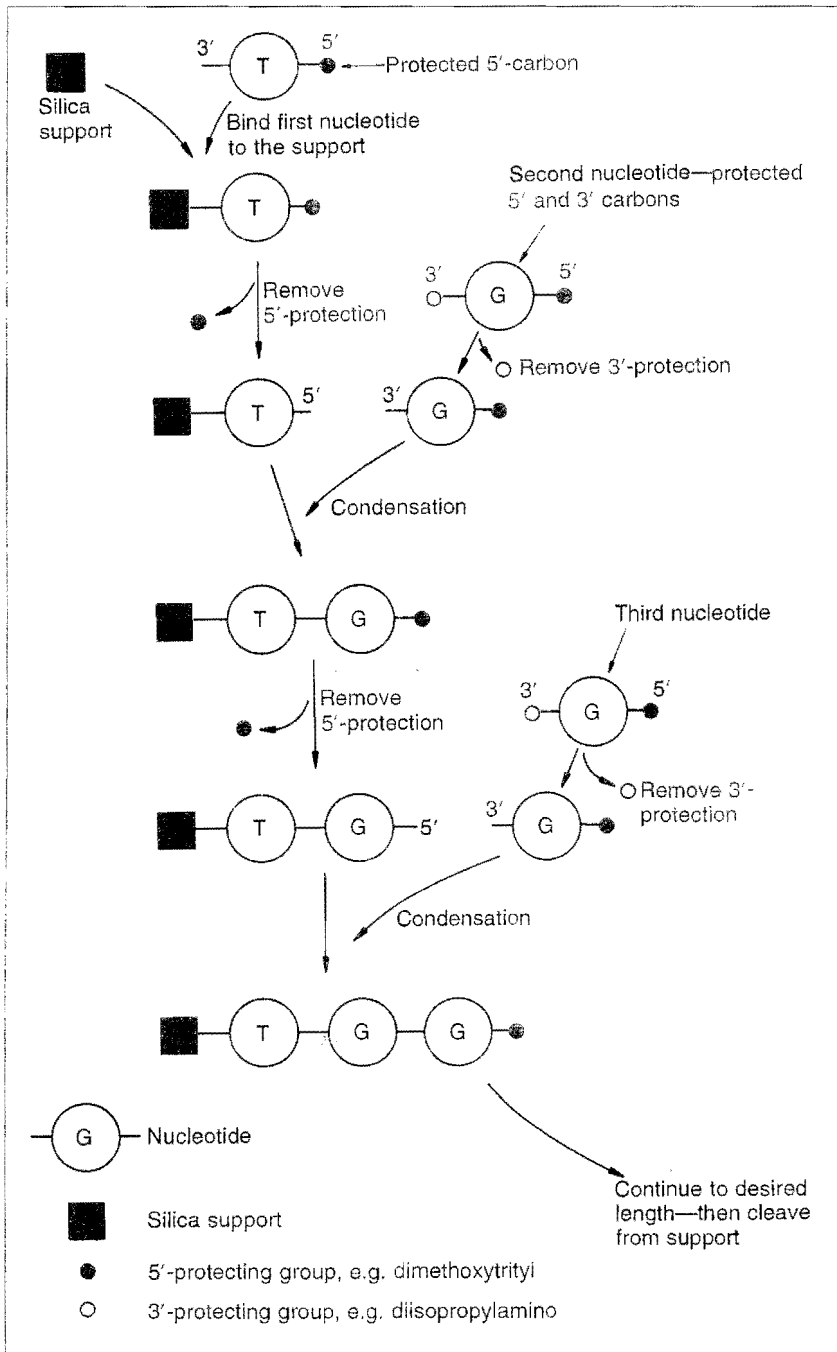 3′
5′
T
Protected 5′-carbon
Silica
support
Bind first nucleotide
to the support
Second nucleotide—protected
5′ and 3′ carbons
T
3′
5′
G
Remove
5′-protection
Remove 3′-protection
T
5′
3′
G
Condensation
T
G
Third nucleotide
3′
5′
G
Remove
5′-protection
Remove 3′-
protection
T
G
5′
3′
G
Condensation
T
G
G
G
Nucleotide
Continue to desired
length—then cleave
from support
Silica support
5′-protecting group, e.g. dimethoxytrityl
3′-protecting group, e.g. diisopropylamino